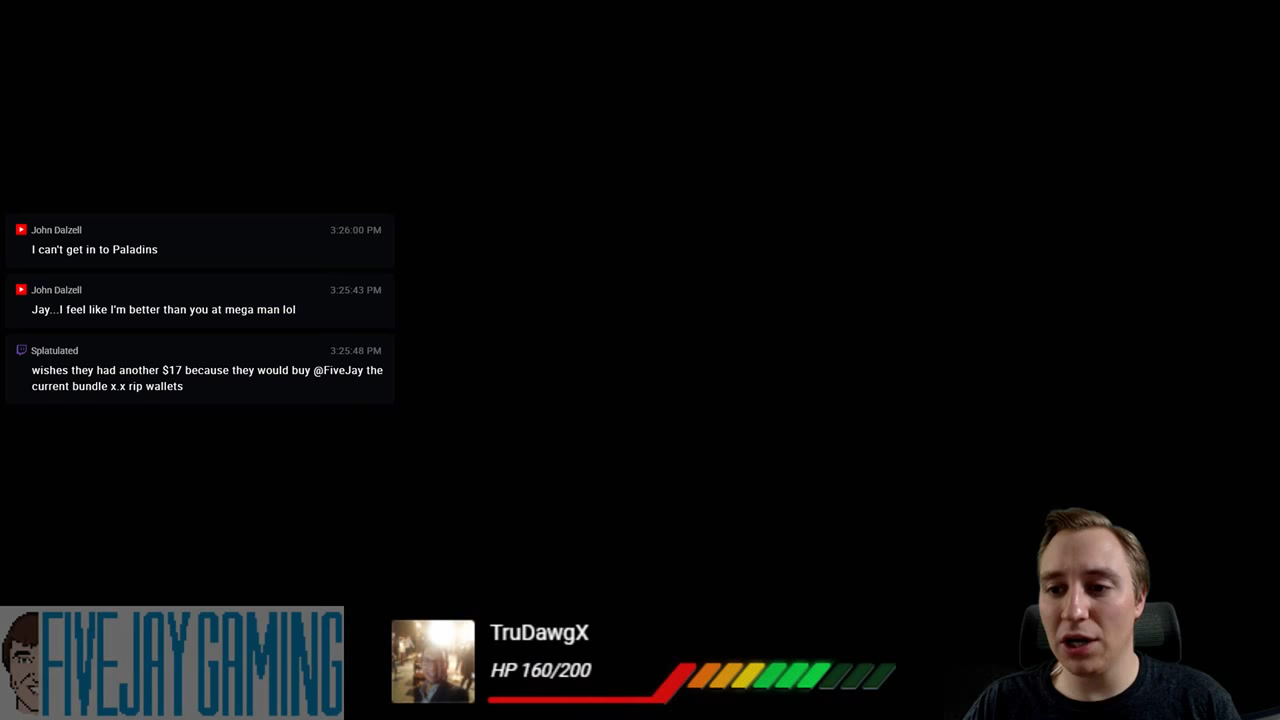 John Dalzell 3:26:00 PM
I can't get in to Paladins
John Dalzell 3:25:43 PM
Jay...I feel like I'm better than you at mega man lol
Splatulated 3:25:48 PM
wishes they had another $17 because they would buy @FiveJay the
current bundle x.x rip wallets
FIVEJAY GAMING
TruDawgX
HP 160/200